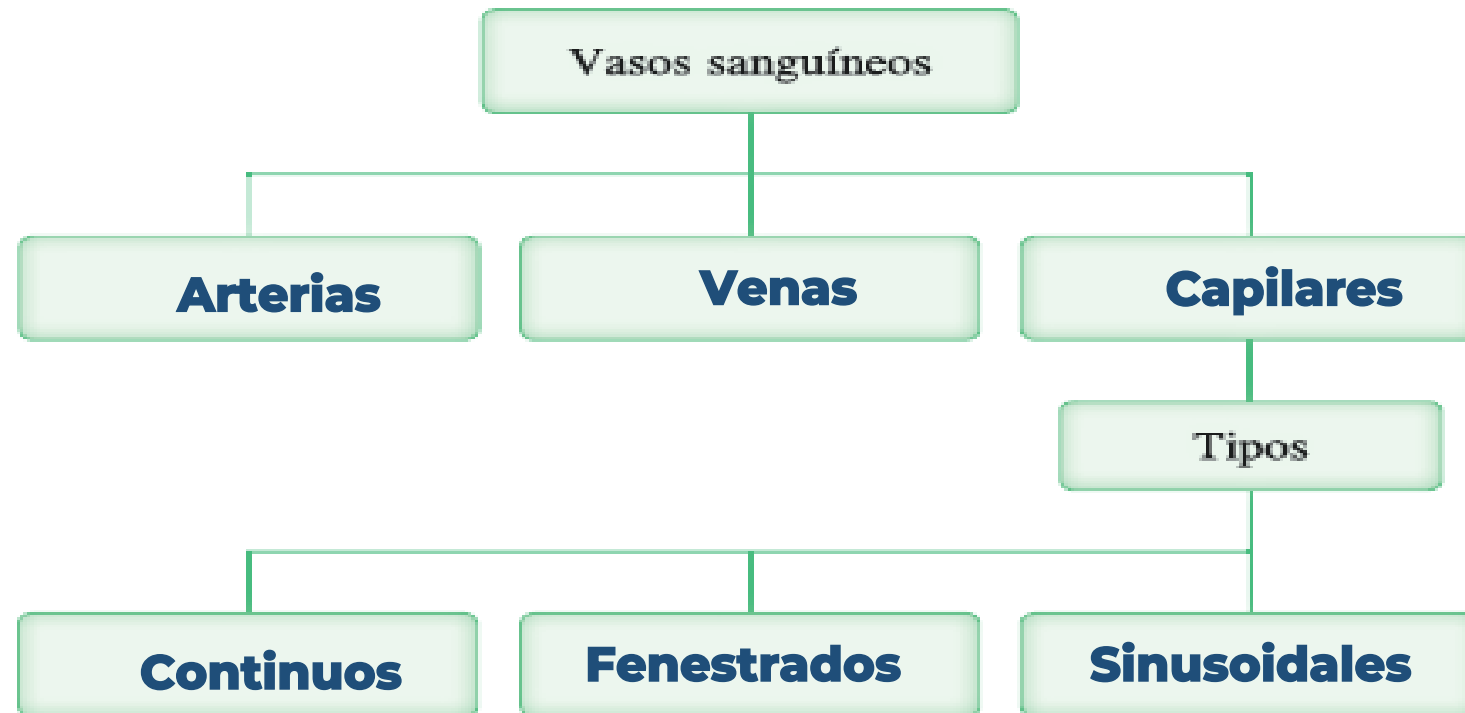 Vasos sanguíneos
Arterias
Venas
Capilares
Tipos
Continuos
Fenestrados
Sinusoidales